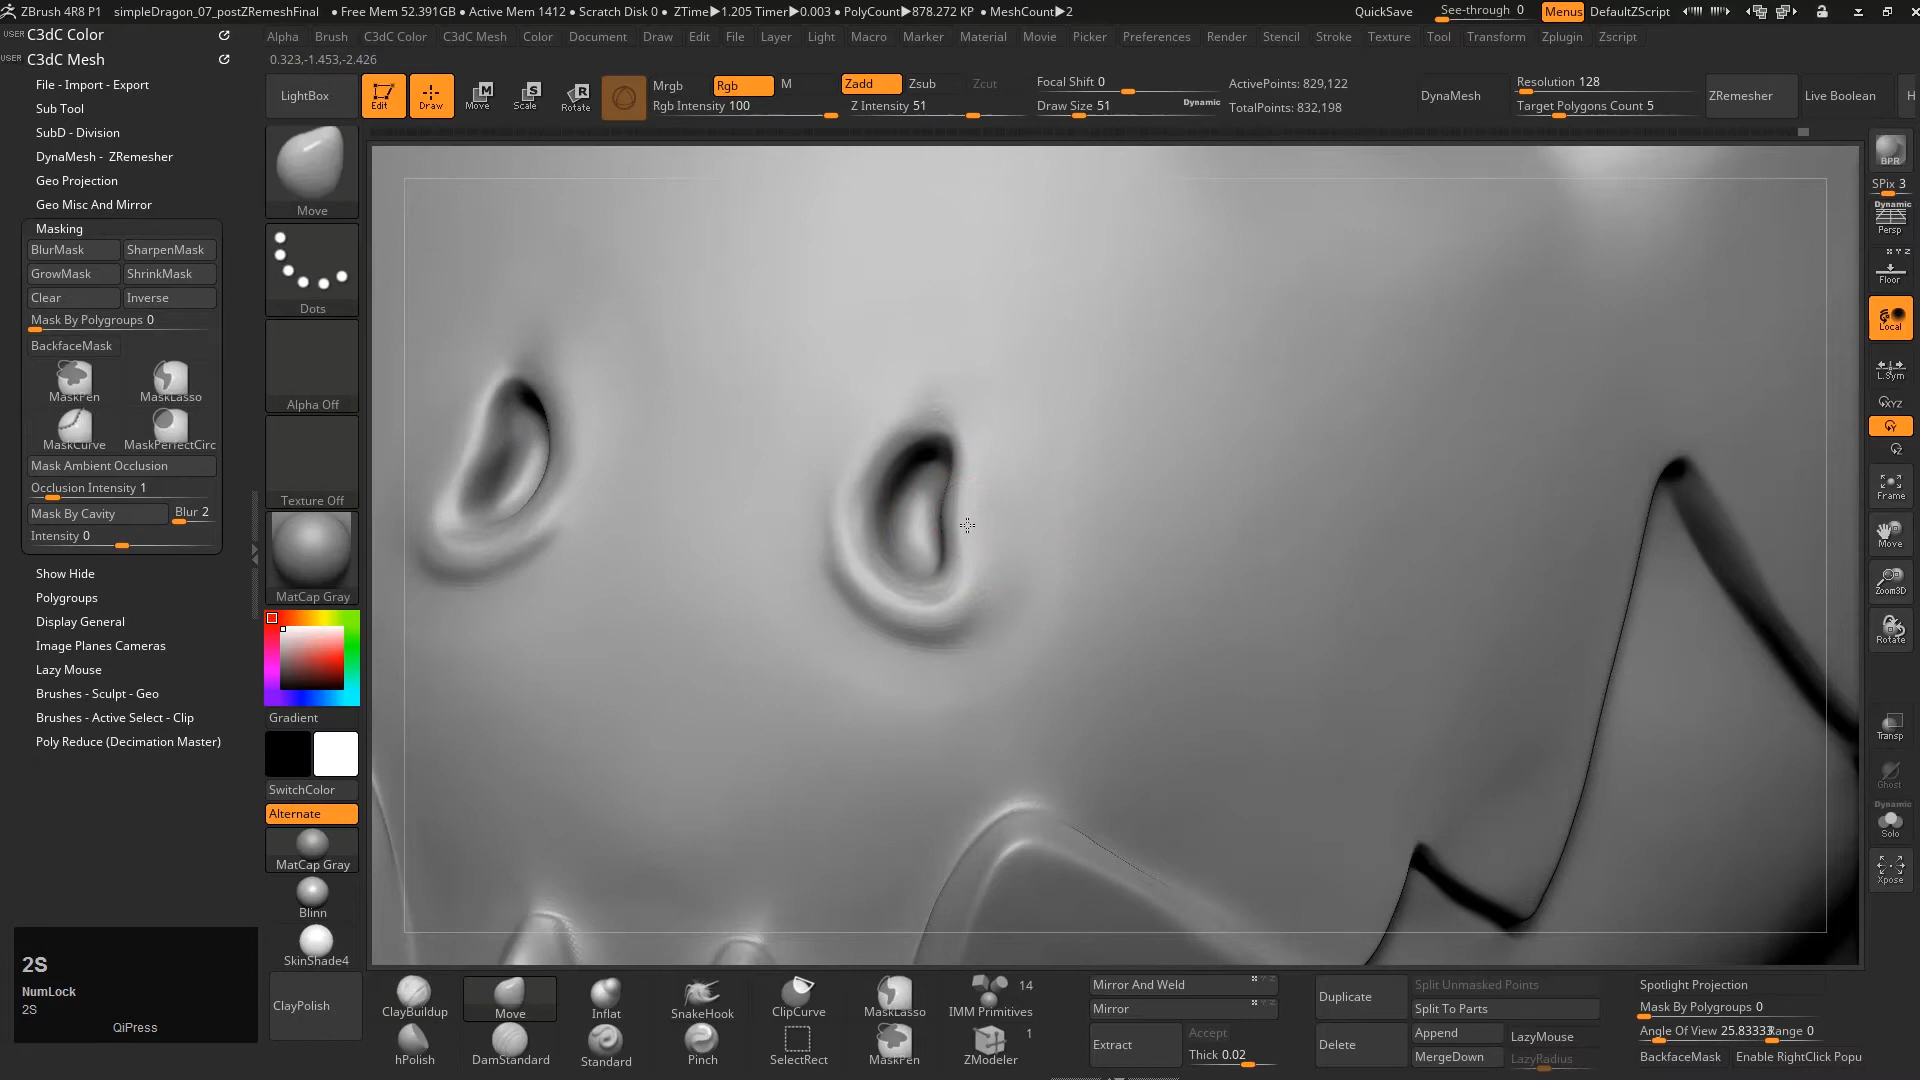 ZBrush 4R8 P1 simpleDragon_07_postZRemeshFinal ● Free Mem 52.391GB ● Active Mem 1412 ● Scratch Disk 0 ● ZTime▶1.205 Timer▶0.003 ● PolyCount▶878.272 KP ● MeshCount▶2 QuickSave See-through 0 Menus DefaultZScript
USER C3dC Color
USER C3dC Mesh
Alpha Brush C3dC Mesh C3dC Color Color Document Draw Edit File Layer Light Macro Marker Material Movie Picker Preferences Render Stencil Stroke Texture Tool Transform Zplugin Zscript
0.323,-1.453,-2.426
LightBox Edit Draw Move Scale Rotate
M S R
Mrgb Rgb M Zadd Zsub Zcut Focal Shift 0 ActivePoints: 829,122
Rgb Intensity 100 Z Intensity 51 Draw Size 51 Dynamic TotalPoints: 832,198
DynaMesh Resolution 128 ZRemesher Live Boolean H
Target Polygons Count 5
File - Import - Export
Sub Tool
SubD - Division
DynaMesh - ZRemesher
Geo Projection
Geo Misc And Mirror
Masking
BlurMask SharpenMask
GrowMask ShrinkMask
Clear Inverse
Mask By Polygroups 0
BackfaceMask
MaskPen MaskLasso
MaskCurve MaskPerfectCirc
Mask Ambient Occlusion
Occlusion Intensity 1
Mask By Cavity Blur 2
Intensity 0
Show Hide
Polygroups
Display General
Image Planes Cameras
Lazy Mouse
Brushes - Sculpt - Geo
Brushes - Active Select - Clip
Poly Reduce (Decimation Master)
2S
NumLock
2S
QiPress
Move
Dots
Alpha Off
Texture Off
MatCap Gray
Gradient
SwitchColor
Alternate
MatCap Gray
Blinn
SkinShade4
ClayPolish
BPR
SPix 3
Dynamic
Persp
X Y Z
Floor
Local
L.Sym
XYZ
Y
Z
Frame
Move
Zoom3D
Rotate
Transp
Ghost
Dynamic
Solo
Xpose
ClayBuildup Move Inflat SnakeHook ClipCurve MaskLasso IMM Primitives 14
hPolish DamStandard Standard Pinch SelectRect MaskPen ZModeler 1
Mirror And Weld X Y Z
Mirror X Y Z
Extract Accept
Thick 0.02
Duplicate
Delete
Split Unmasked Points
Split To Parts
Append LazyMouse
MergeDown LazyRadius
Spotlight Projection
Mask By Polygroups 0
Angle Of View 25.83333 Range 0
BackfaceMask Enable RightClick Popu